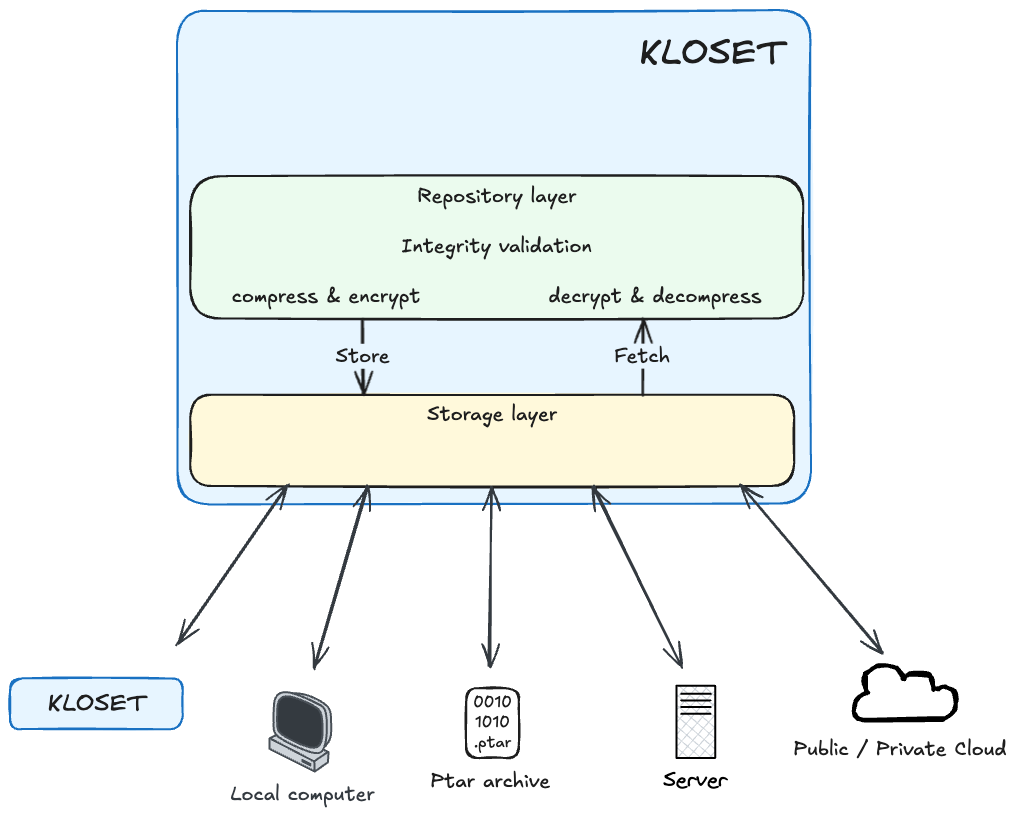 KLOSET
Repository layer
Integrity validation
compress & encrypt
decrypt & decompress
Store
Fetch
Storage layer
KLOSET
Local computer
0010
1010
.ptar
Ptar archive
Server
Public / Private Cloud